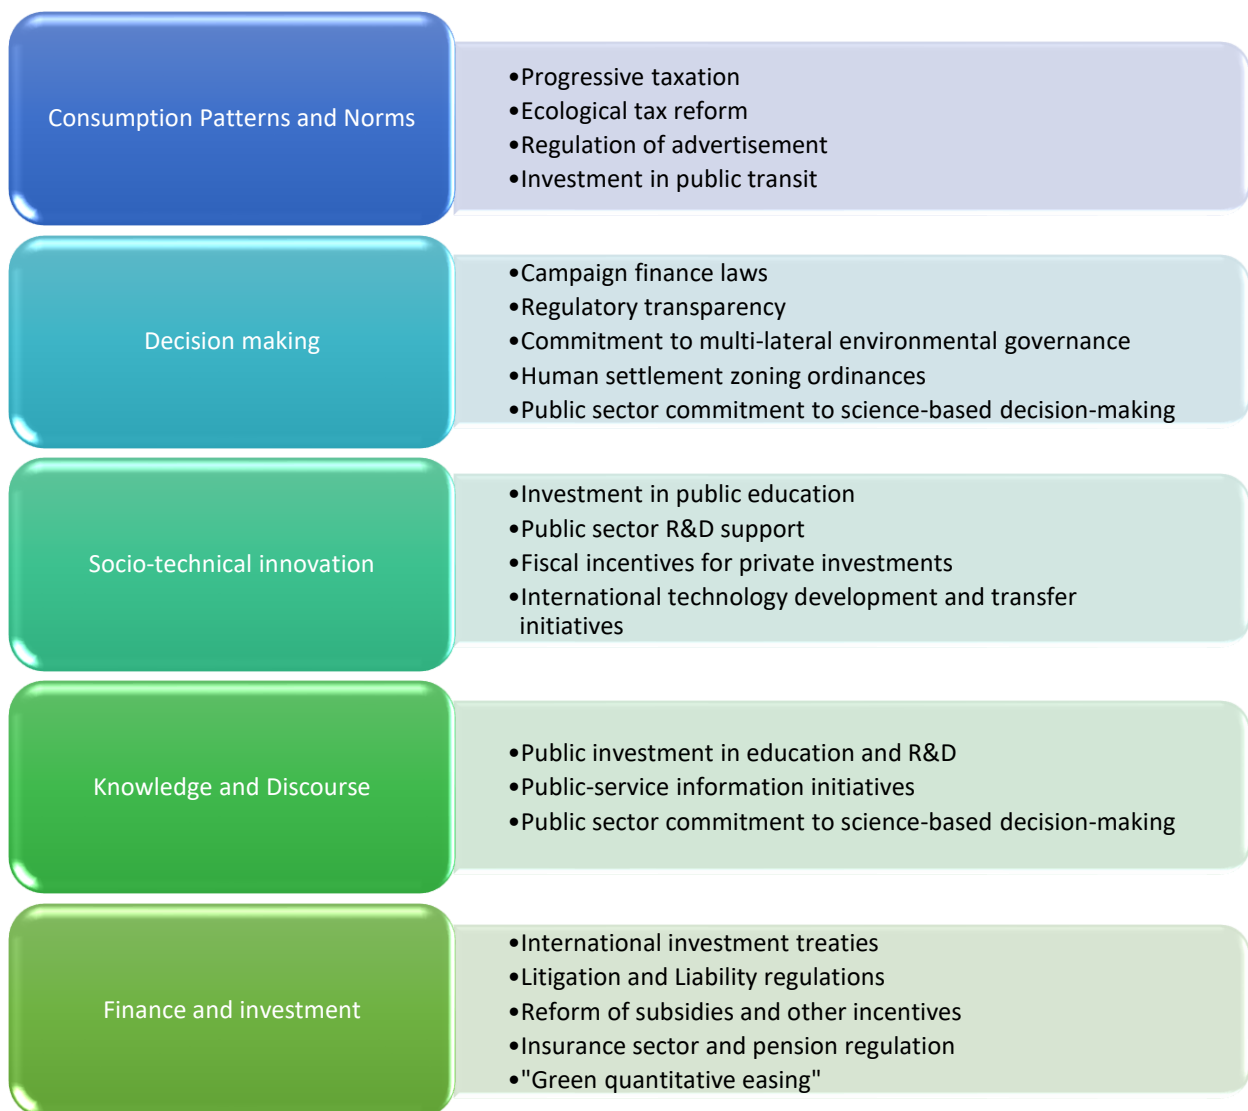 Consumption Patterns and Norms
•Progressive taxation
•Ecological tax reform
•Regulation of advertisement
•Investment in public transit
Decision making
•Campaign finance laws
•Regulatory transparency
•Commitment to multi-lateral environmental governance
•Human settlement zoning ordinances
•Public sector commitment to science-based decision-making
Socio-technical innovation
•Investment in public education
•Public sector R&D support
•Fiscal incentives for private investments
•International technology development and transfer
initiatives
Knowledge and Discourse
•Public investment in education and R&D
•Public-service information initiatives
•Public sector commitment to science-based decision-making
Finance and investment
•International investment treaties
•Litigation and Liability regulations
•Reform of subsidies and other incentives
•Insurance sector and pension regulation
•"Green quantitative easing"